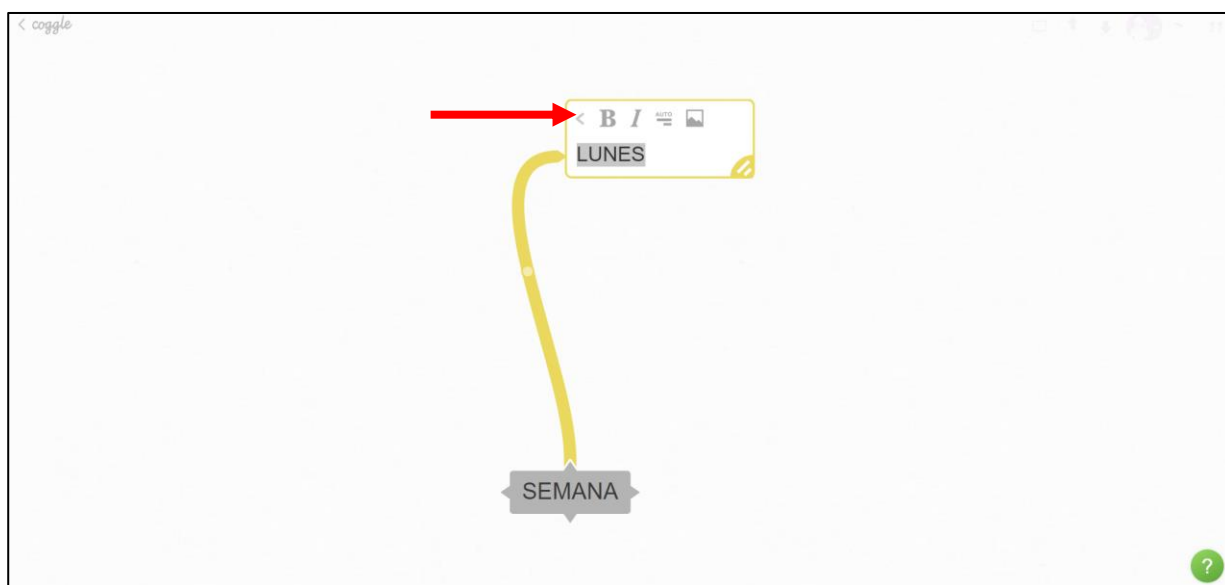 < coggle
< B I AUTO
LUNES
SEMANA
?